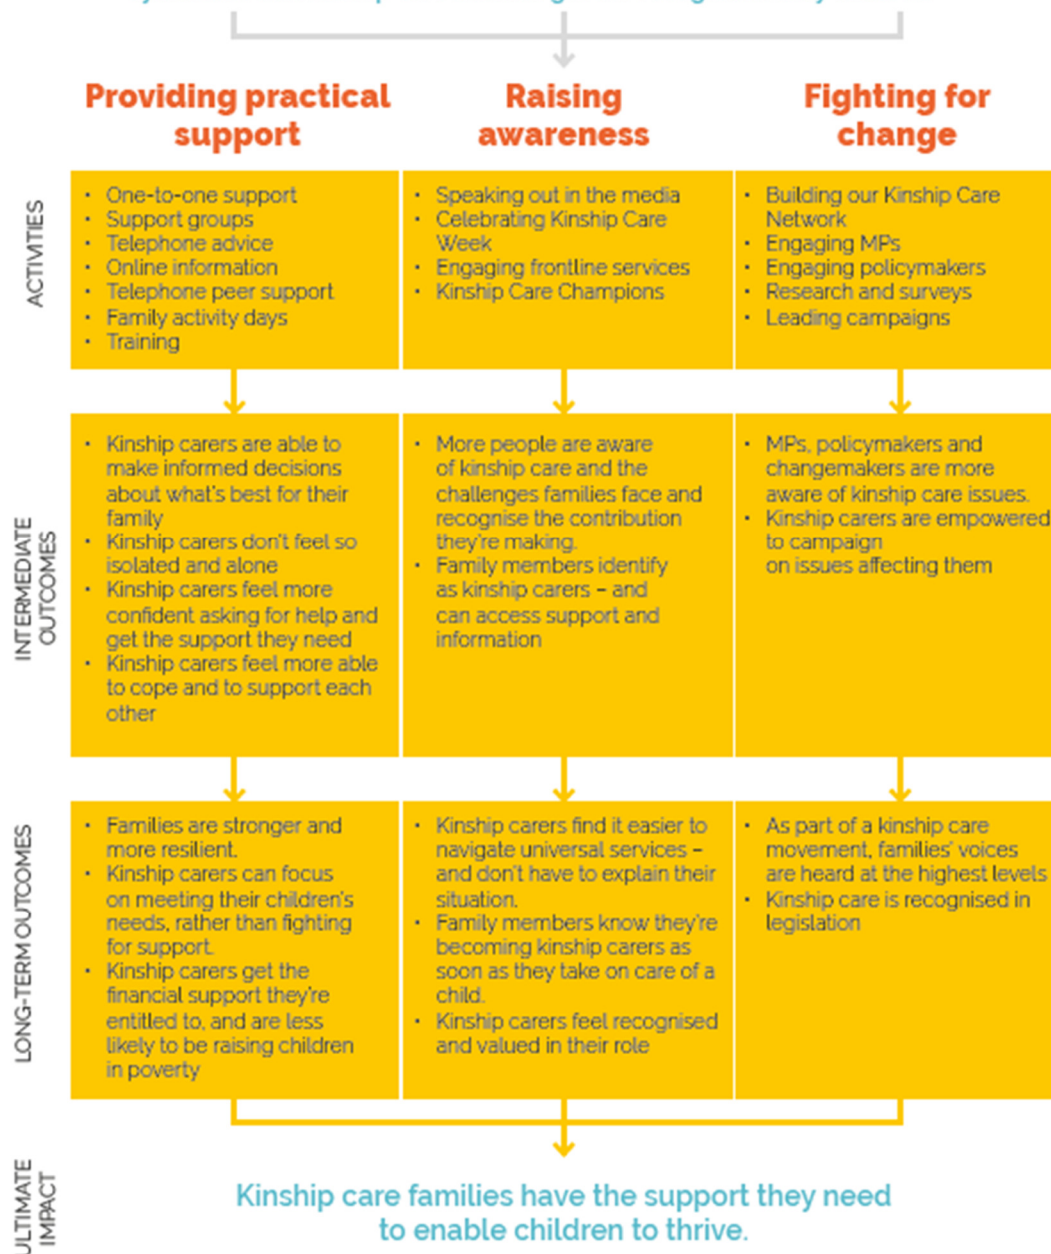 Providing practical
support
Raising
awareness
Fighting for
change
ACTIVITIES
• One-to-one support
• Support groups
• Telephone advice
• Online information
• Telephone peer support
• Family activity days
• Training
• Speaking out in the media
• Celebrating Kinship Care
Week
• Engaging frontline services
• Kinship Care Champions
• Building our Kinship Care
Network
• Engaging MPs
• Engaging policymakers
• Research and surveys
• Leading campaigns
INTERMEDIATE
OUTCOMES
• Kinship carers are able to
make informed decisions
about what's best for their
family
• Kinship carers don't feel so
isolated and alone
• Kinship carers feel more
confident asking for help and
get the support they need
• Kinship carers feel more able
to cope and to support each
other
• More people are aware
of kinship care and the
challenges families face and
recognise the contribution
they're making.
• Family members identify
as kinship carers – and
can access support and
information
• MPs, policymakers and
changemakers are more
aware of kinship care issues.
• Kinship carers are empowered
to campaign
on issues affecting them
LONG-TERM OUTCOMES
• Families are stronger and
more resilient.
• Kinship carers can focus
on meeting their children's
needs, rather than fighting
for support.
• Kinship carers get the
financial support they're
entitled to, and are less
likely to be raising children
in poverty
• Kinship carers find it easier to
navigate universal services –
and don't have to explain their
situation.
• Family members know they're
becoming kinship carers as
soon as they take on care of a
child.
• Kinship carers feel recognised
and valued in their role
• As part of a kinship care
movement, families' voices
are heard at the highest levels
• Kinship care is recognised in
legislation
ULTIMATE
IMPACT
Kinship care families have the support they need
to enable children to thrive.